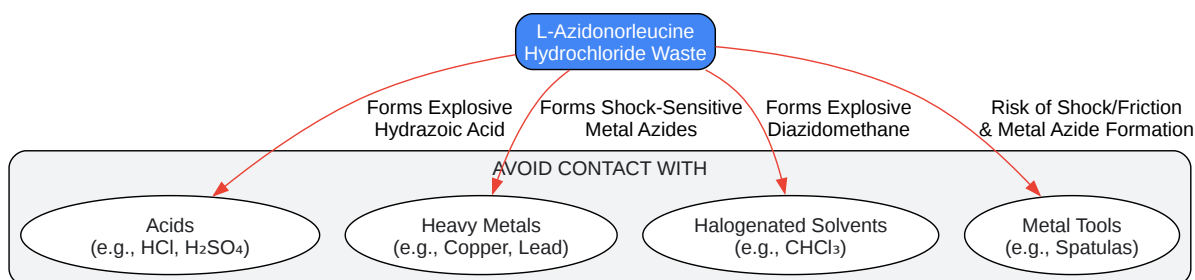 L-Azidonorleucine
Hydrochloride Waste
Forms Explosive
Hydrazoic Acid
Forms Shock-Sensitive
Metal Azides
Forms Explosive
Diazidomethane
Risk of Shock/Friction
& Metal Azide Formation
AVOID CONTACT WITH
Acids
(e.g., HCl, H₂SO₄)
Heavy Metals
(e.g., Copper, Lead)
Halogenated Solvents
(e.g., CHCl₃)
Metal Tools
(e.g., Spatulas)